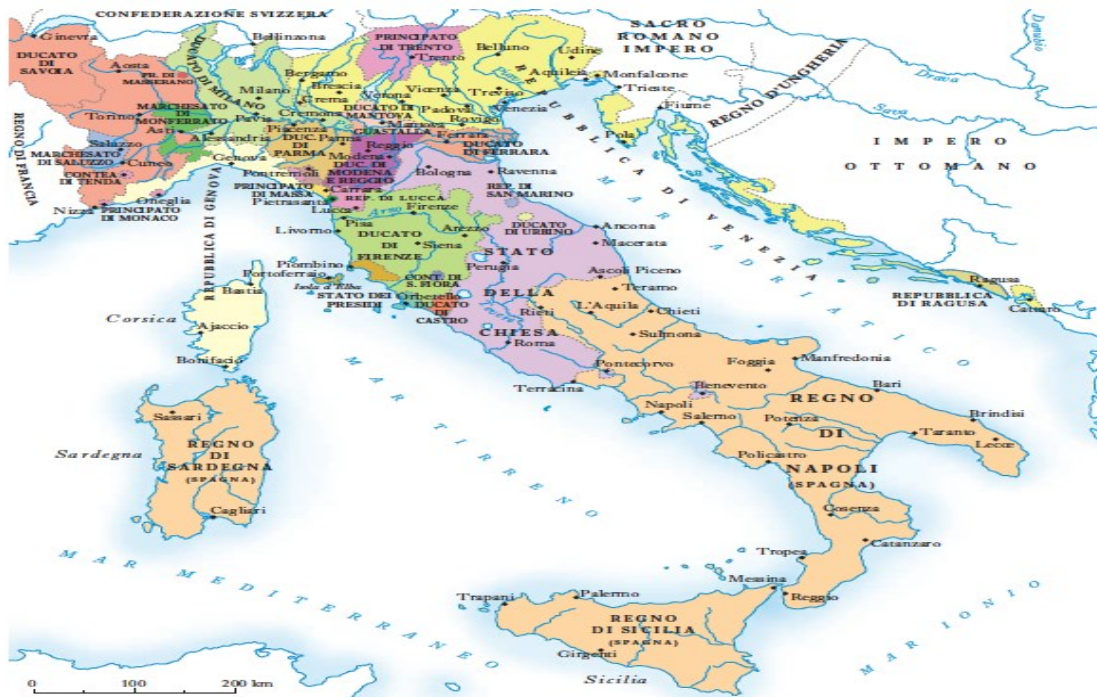 CONFEDERAZIONE SVIZZERA
Ginevra
DUCATO
DI
SAVOIA
Aosta
PR. DI
MASSERANO
DUCATO DI MILANO
Bellinzona
PRINCIPATO
DI TRENTO
Trento
Belluno
Udine
Aquileia
Monfalcone
Trieste
SACRO
ROMANO
IMPERO
Danubio
Drava
Sava
REGNO D'UNGHERIA
Fiume
Pola
IMPERO
OTTOMANO
Bergamo
Brescia
Crema
Milano
Verona
Vicenza
Treviso
Padova
Venezia
Rovigo
Piave
REPUBBLICA DI VENEZIA
Torino
MARCHESATO
DI
MONFERRATO
Asti
Pavia
Alessandria
Cremona
Piacenza
DUCATO DI
MANTOVA
GUASTALLA
DUC.
DI
PARMA
Parma
Reggio
Modena
DUC. DI
MODENA
E REGGIO
Ferrara
DUCATO DI
FERRARA
Saluzzo
MARCHESATO
DI SALUZZO
Cuneo
CONTEA
DI TENDA
REGNO DI FRANCIA
Nizza
Oneglia
PRINCIPATO
DI MONACO
Genova
REPUBBLICA DI GENOVA
Pontremoli
PRINCIPATO
DI MASSA
Carrara
Pietrasanta
REP. DI LUCCA
Lucca
Bologna
Ravenna
REP. DI
SAN MARINO
Arno
Firenze
Pisa
Livorno
DUCATO
DI
FIRENZE
Arezzo
Siena
DUCATO
DI URBINO
Ancona
Macerata
STATO
DELLA
CHIESA
Perugia
Ascoli Piceno
Piombino
Portoferraio
Isola d'Elba
STATO DEI
PRESIDI
CONT. DI
S. FIORA
Orbetello
DUCATO
DI
CASTRO
Tevere
Teramo
L'Aquila
Rieti
Chieti
Sulmona
Roma
Terracina
Pontecorvo
MAR ADRIATICO
Ragusa
REPUBBLICA
DI RAGUSA
Cattaro
Corsica
Bastia
Ajaccio
Bonifacio
Sardegna
Sassari
REGNO
DI
SARDEGNA
(SPAGNA)
Cagliari
MAR TIRRENO
Foggia
Manfredonia
Benevento
Napoli
Salerno
Potenza
Bari
Brindisi
Taranto
Lecce
REGNO
DI
NAPOLI
(SPAGNA)
Policastro
Cosenza
Catanzaro
Tropea
Messina
Reggio
Trapani
Palermo
REGNO
DI SICILIA
(SPAGNA)
Girgenti
Sicilia
MAR MEDITERRANEO
MAR IONIO
0 100 200 km